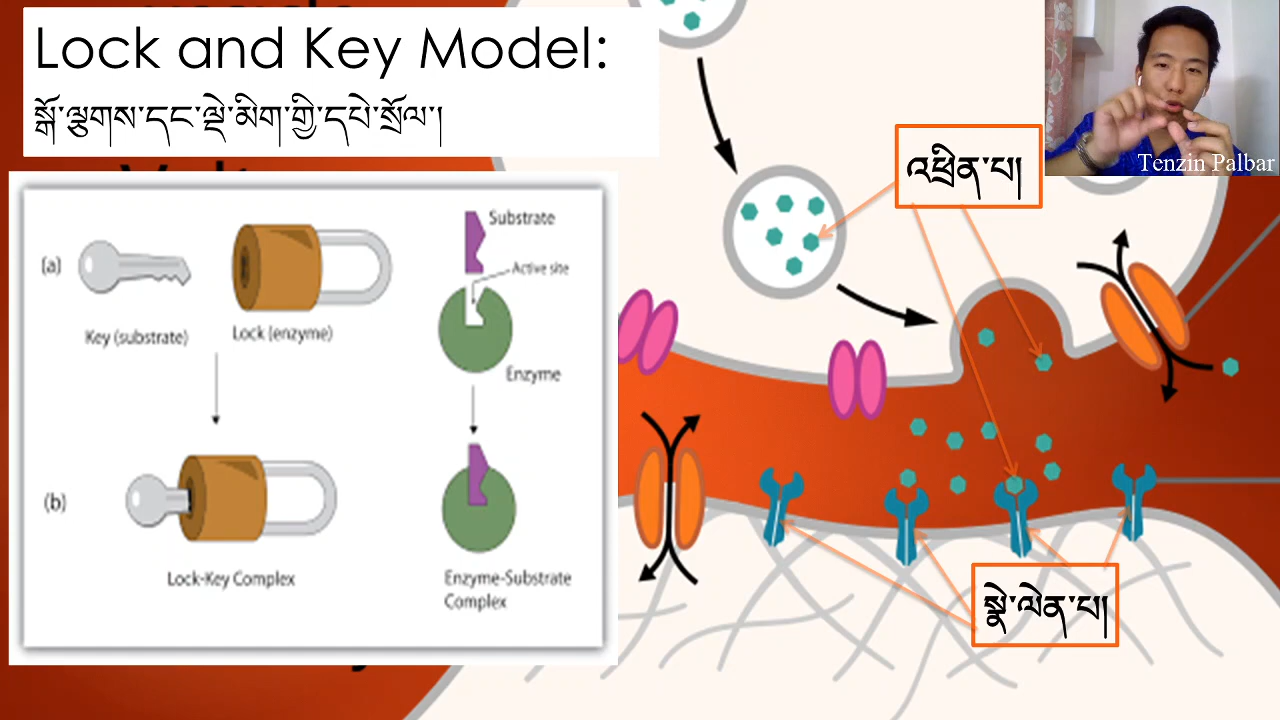 Lock and Key Model:
སྒོ་ལྕགས་དང་ལྡེ་མིག་གྱི་དཔེ་སྲོལ་།
Tenzin Palbar
འཕྲིན་པ།
(a)
Substrate
Active site
Key (substrate)
Lock (enzyme)
Enzyme
(b)
Lock-Key Complex
Enzyme-Substrate
Complex
སྣེ་ལེན་པ།